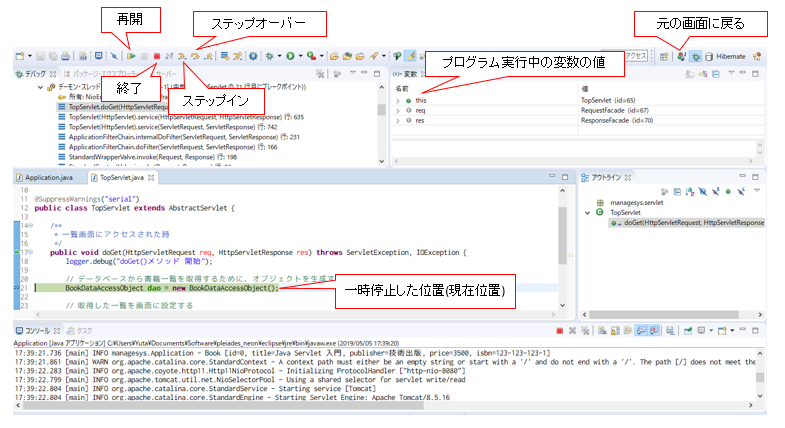 再開
ステップオーバー
元の画面に戻る
アクセス
Hibernate
デバッグ
パッケージ・エクスプローラー
サーバー
終了
ステップイン
プログラム実行中の変数の値
デーモン・スレッド
の 21 行目にブレークポイント))
所有: NioEn
TopServlet.doGet(HttpServletRequ
TopServlet(HttpServlet).service(HttpServletRequest, HttpServletResponse) 行: 635
TopServlet(HttpServlet).service(ServletRequest, ServletResponse) 行: 742
ApplicationFilterChain.internalDoFilter(ServletRequest, ServletResponse) 行: 231
ApplicationFilterChain.doFilter(ServletRequest, ServletResponse) 行: 166
StandardWrapperValve.invoke(Request, Response) 行: 198
(x)= 変数
名前
値
this
TopServlet (id=65)
req
RequestFacade (id=67)
res
ResponseFacade (id=70)
Application.java
TopServlet.java
10
11 @SuppressWarnings("serial")
12 public class TopServlet extends AbstractServlet {
13
14 /**
15 * 一覧画面にアクセスされた時
16 */
17 public void doGet(HttpServletRequest req, HttpServletResponse res) throws ServletException, IOException {
18 logger.debug("doGet()メソッド 開始");
19
20 // データベースから書籍一覧を取得するために、オブジェクトを生成す
21 BookDataAccessObject dao = new BookDataAccessObject();
22
23 // 取得した一覧を画面に設定する
一時停止した位置(現在位置)
アウトライン
managesys.servlet
TopServlet
doGet(HttpServletRequest, HttpServletResponse
コンソール
タスク
Application [Java アプリケーション] C:¥Users¥Yuta¥Documents¥Software¥pleiades_neon¥eclipse¥jre¥bin¥javaw.exe (2019/05/05 17:39:20)
17:39:21.736 [main] INFO managesys.Application - Book [id=0, title=Java Servlet 入門, publisher=技術出版, price=3500, isbn=123-123-123-1]
17:39:21.861 [main] WARN org.apache.catalina.core.StandardContext - A context path must either be an empty string or start with a '/' and do not end with a '/'. The path [/] does not meet the
17:39:22.283 [main] INFO org.apache.coyote.http11.Http11NioProtocol - Initializing ProtocolHandler ["http-nio-8080"]
17:39:22.799 [main] INFO org.apache.tomcat.util.net.NioSelectorPool - Using a shared selector for servlet write/read
17:39:22.804 [main] INFO org.apache.catalina.core.StandardService - Starting service [Tomcat]
17:39:22.804 [main] INFO org.apache.catalina.core.StandardEngine - Starting Servlet Engine: Apache Tomcat/8.5.16